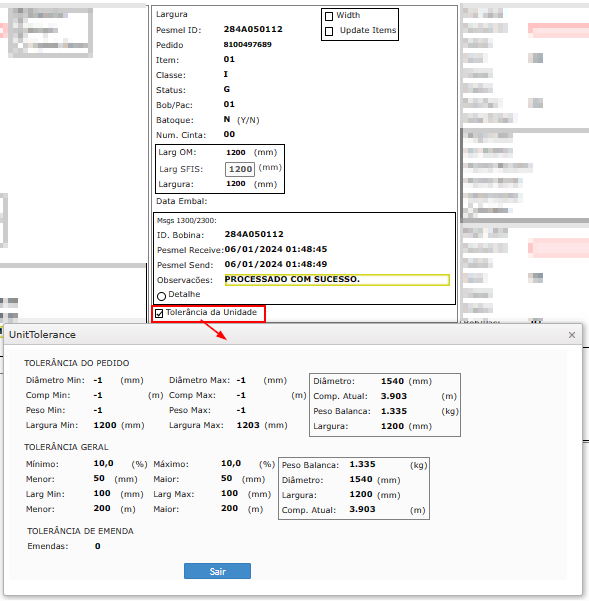 Largura
Width
Pesmel ID: 284A050112
Update Items
Pedido 8100497689
Item: 01
Classe: I
Status: G
Bob/Pac: 01
Batoque: N (Y/N)
Num. Cinta: 00
Larg OM: 1200 (mm)
Larg SFIS: 1200 (mm)
Largura: 1200 (mm)
Data Embal:
Msgs 1300/2300:
ID. Bobina: 284A050112
Pesmel Receive: 06/01/2024 01:48:45
Pesmel Send: 06/01/2024 01:48:49
Observacões: PROCESSADO COM SUCESSO.
Detalhe
Tolerância da Unidade
UnitTolerance
TOLERÂNCIA DO PEDIDO
Diâmetro Min: -1 (mm) Diâmetro Max: -1 (mm) Diâmetro: 1540 (mm)
Comp Min: -1 (m) Comp Max: -1 (m) Comp. Atual: 3.903 (m)
Peso Min: -1 Peso Max: -1 Peso Balanca: 1.335 (kg)
Largura Min: 1200 (mm) Largura Max: 1203 (mm) Largura: 1200 (mm)
TOLERÂNCIA GERAL
Mínimo: 10,0 (%) Máximo: 10,0 (%) Peso Balanca: 1.335 (kg)
Menor: 50 (mm) Maior: 50 (mm) Diâmetro: 1540 (mm)
Larg Min: 100 (mm) Larg Max: 100 (mm) Largura: 1200 (mm)
Menor: 200 (m) Maior: 200 (m) Comp. Atual: 3.903 (m)
TOLERÂNCIA DE EMENDA
Emendas: 0
Sair